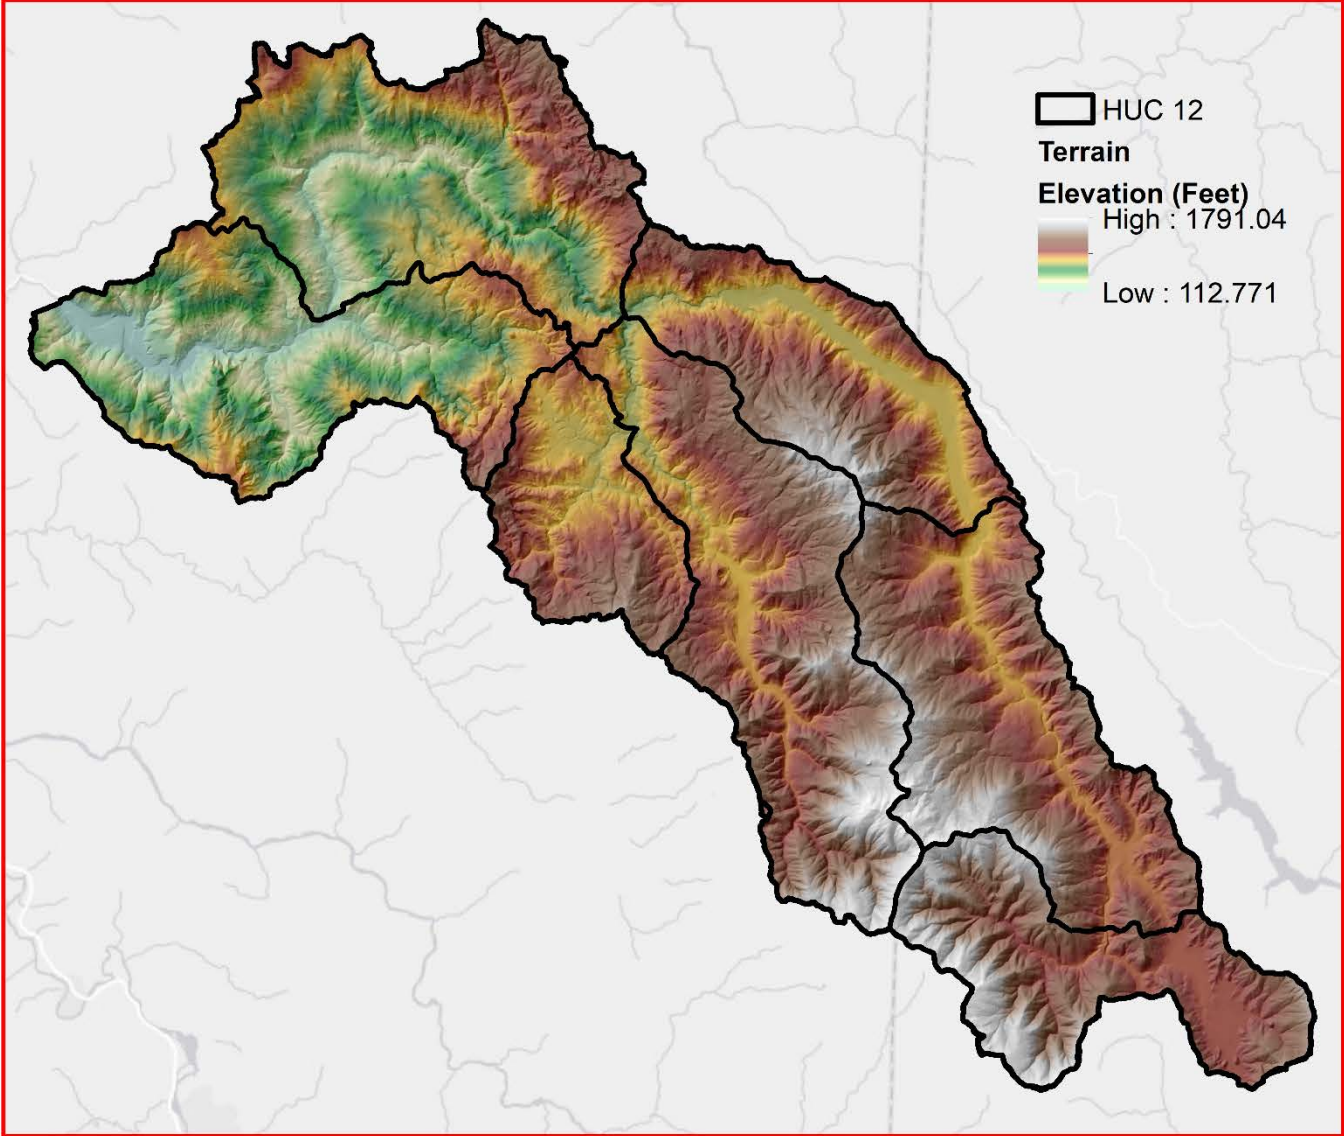 HUC 12
Terrain
Elevation (Feet)
High : 1791.04
Low : 112.771